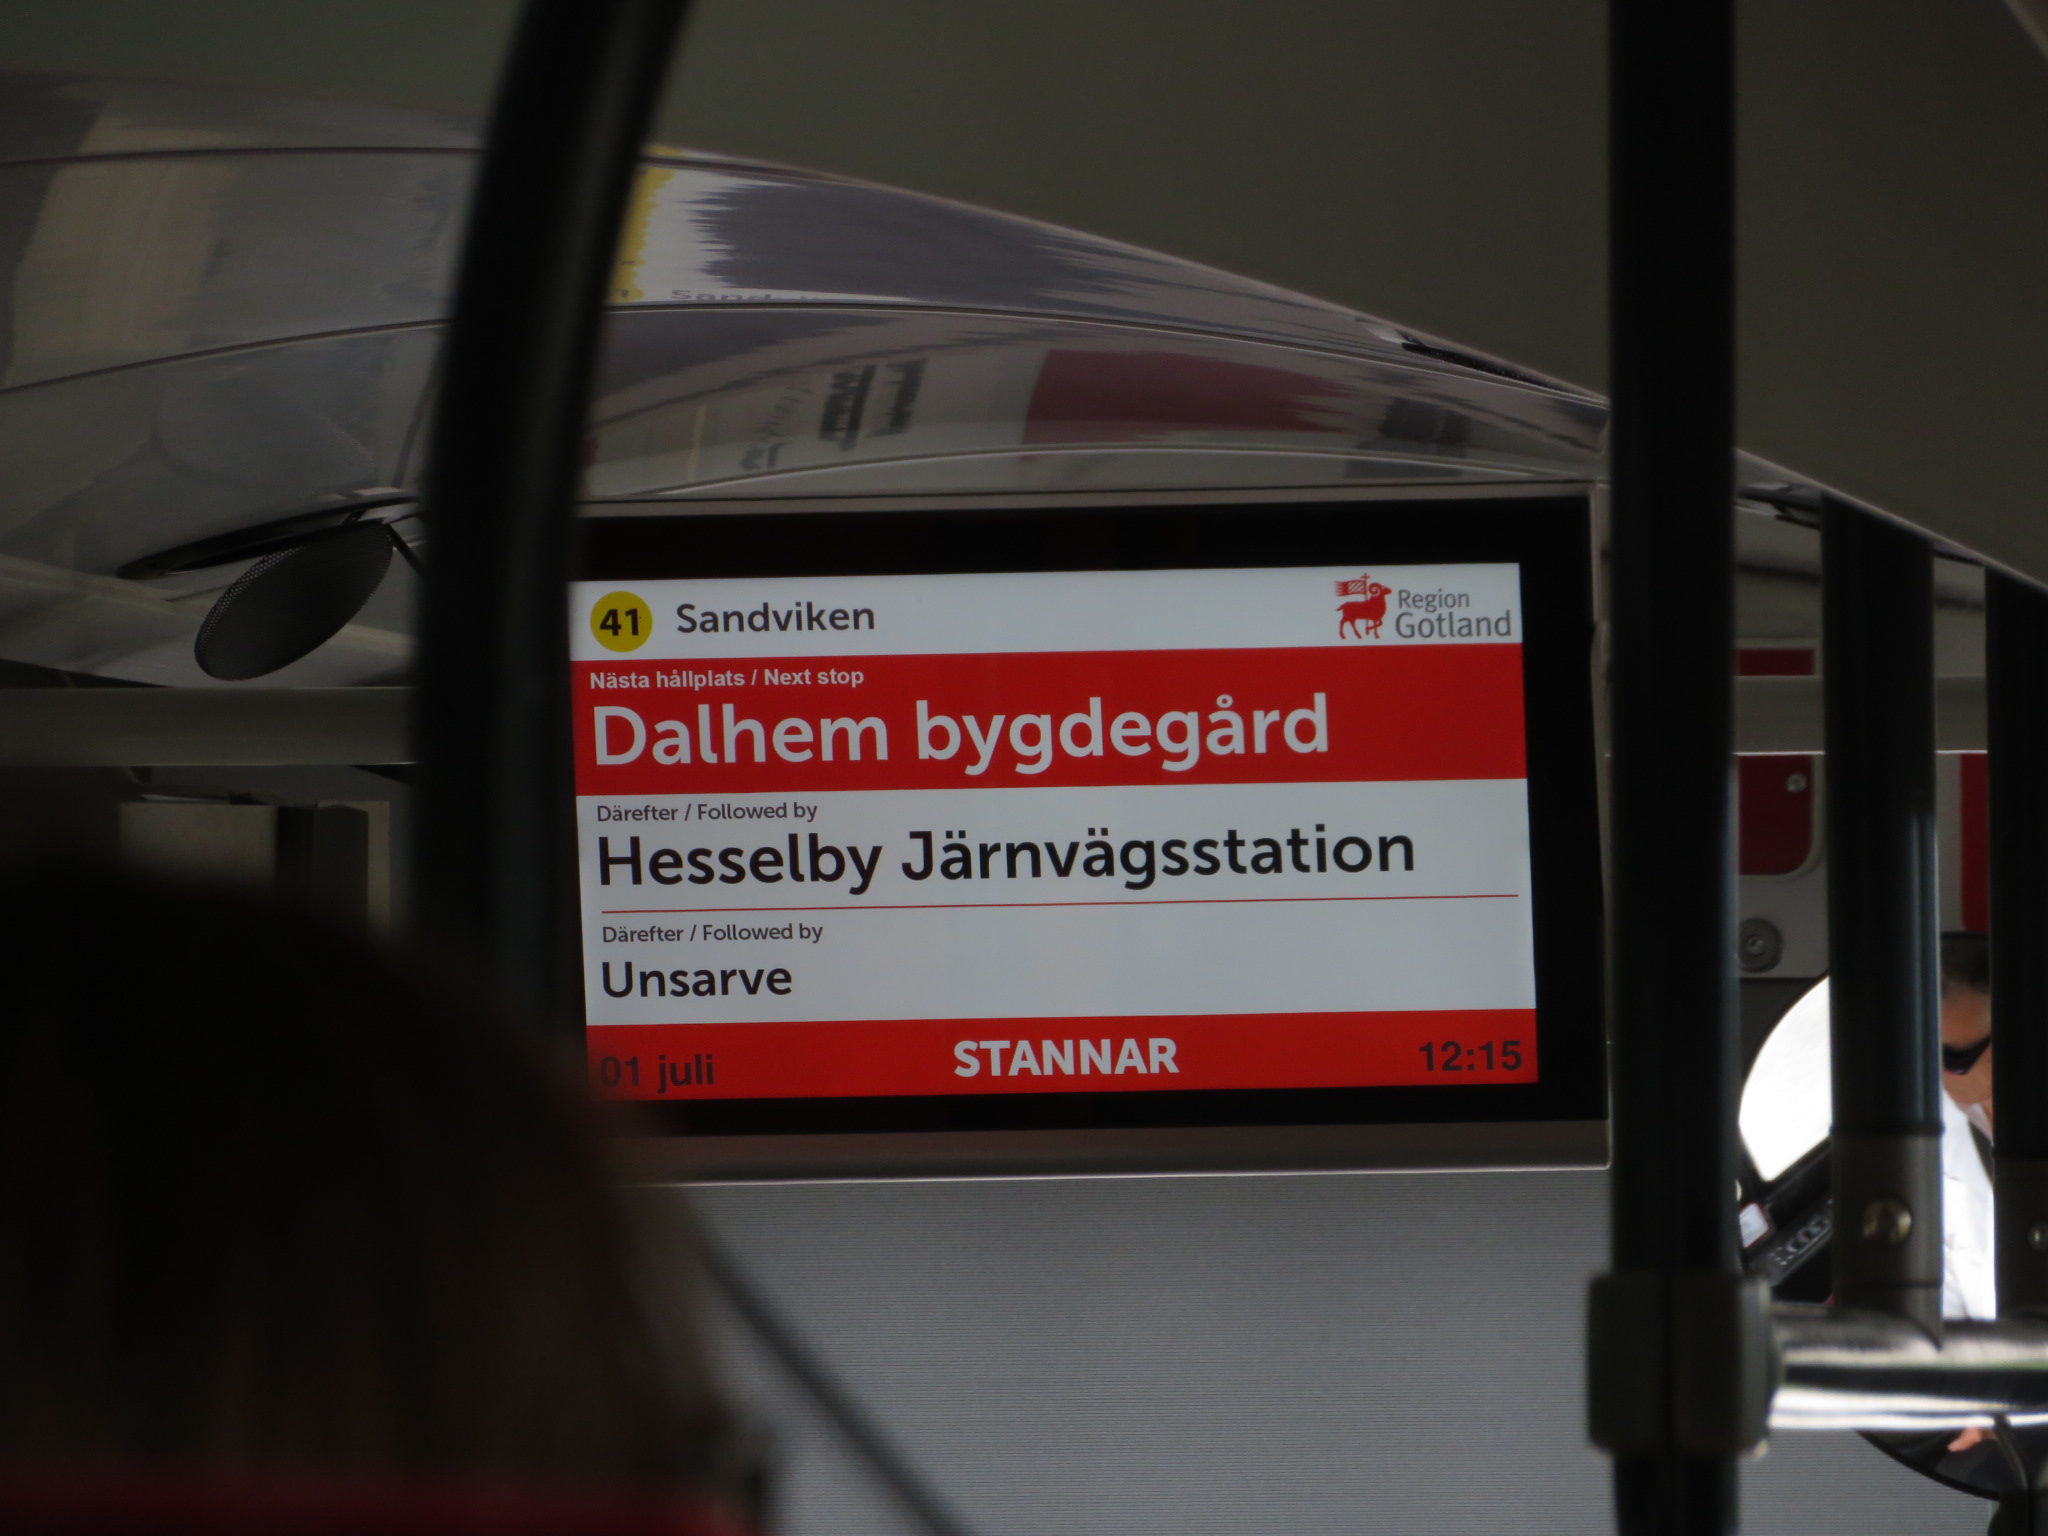 41 Sandviken
Region
Gotland
Nästa hållplats / Next stop
Dalhem bygdegård
Därefter / Followed by
Hesselby Järnvägsstation
Därefter / Followed by
Unsarve
01 juli STANNAR 12:15